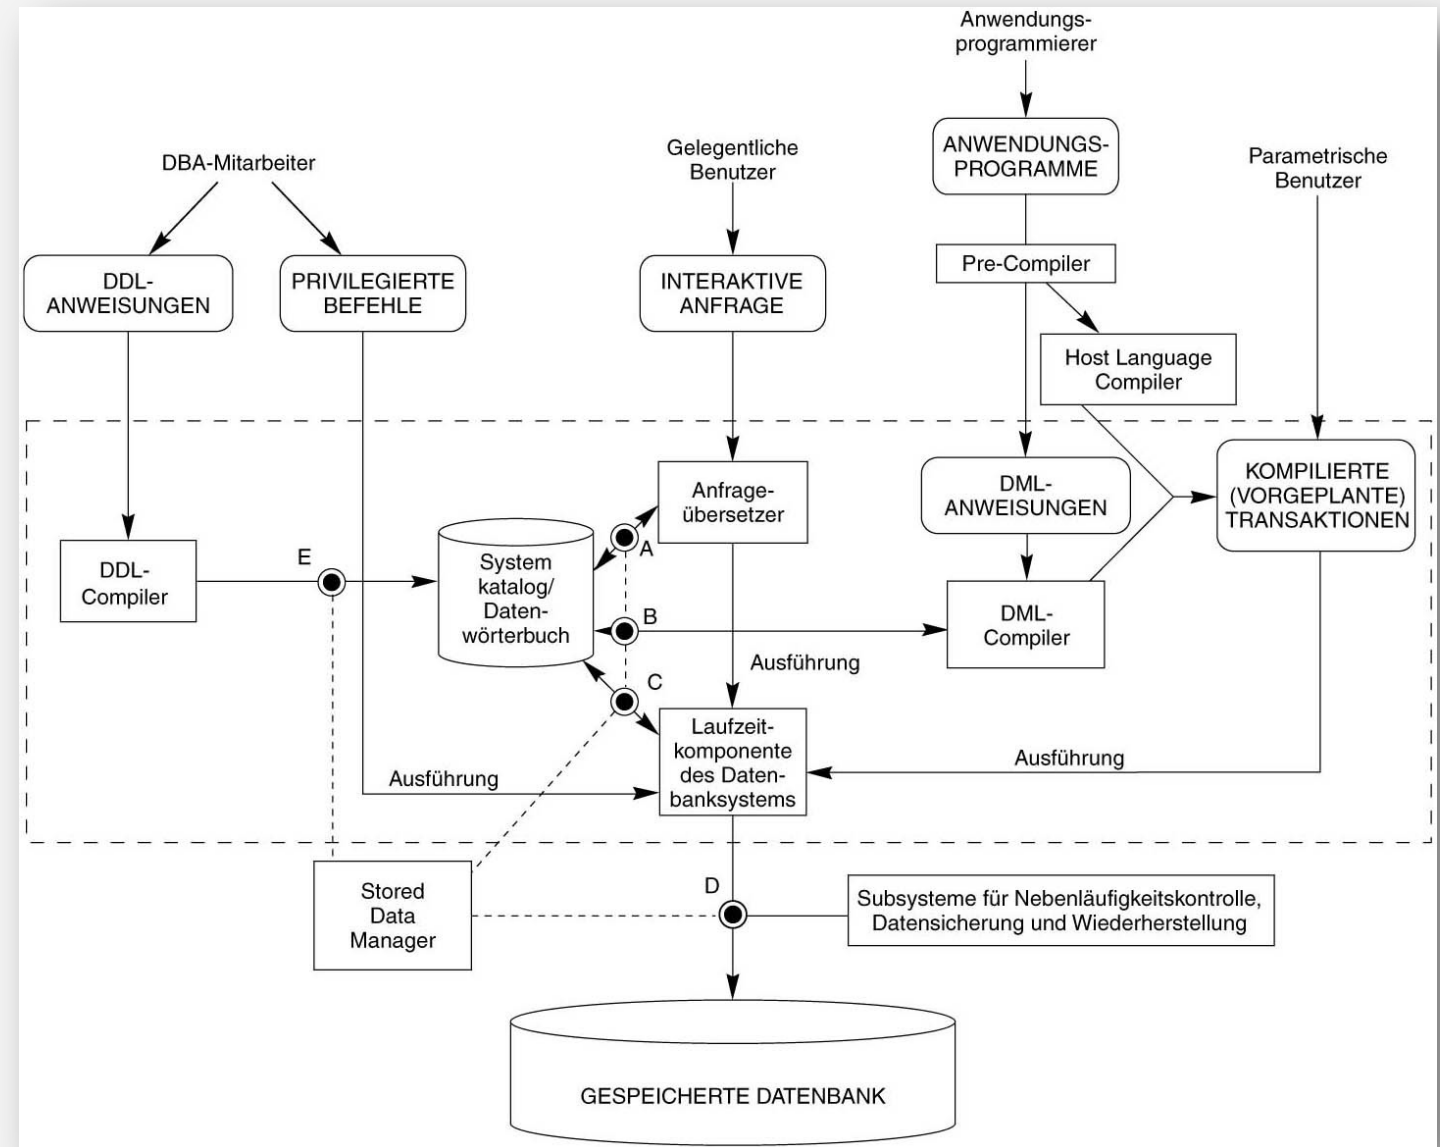 Anwendungs-
programmierer
ANWENDUNGS-
PROGRAMME
Gelegentliche
Benutzer
Parametrische
Benutzer
DBA-Mitarbeiter
Pre-Compiler
DDL-
ANWEISUNGEN
PRIVILEGIERTE
BEFEHLE
INTERAKTIVE
ANFRAGE
Host Language
Compiler
Anfrage-
übersetzer
DML-
ANWEISUNGEN
KOMPILIERTE
(VORGEPLANTE)
TRANSAKTIONEN
A
E
DDL-
Compiler
System
katalog/
Daten-
wörterbuch
B
DML-
Compiler
Ausführung
C
Laufzeit-
komponente
des Daten-
banksystems
Ausführung
Ausführung
D
Stored
Data
Manager
Subsysteme für Nebenläufigkeitskontrolle,
Datensicherung und Wiederherstellung
GESPEICHERTE DATENBANK